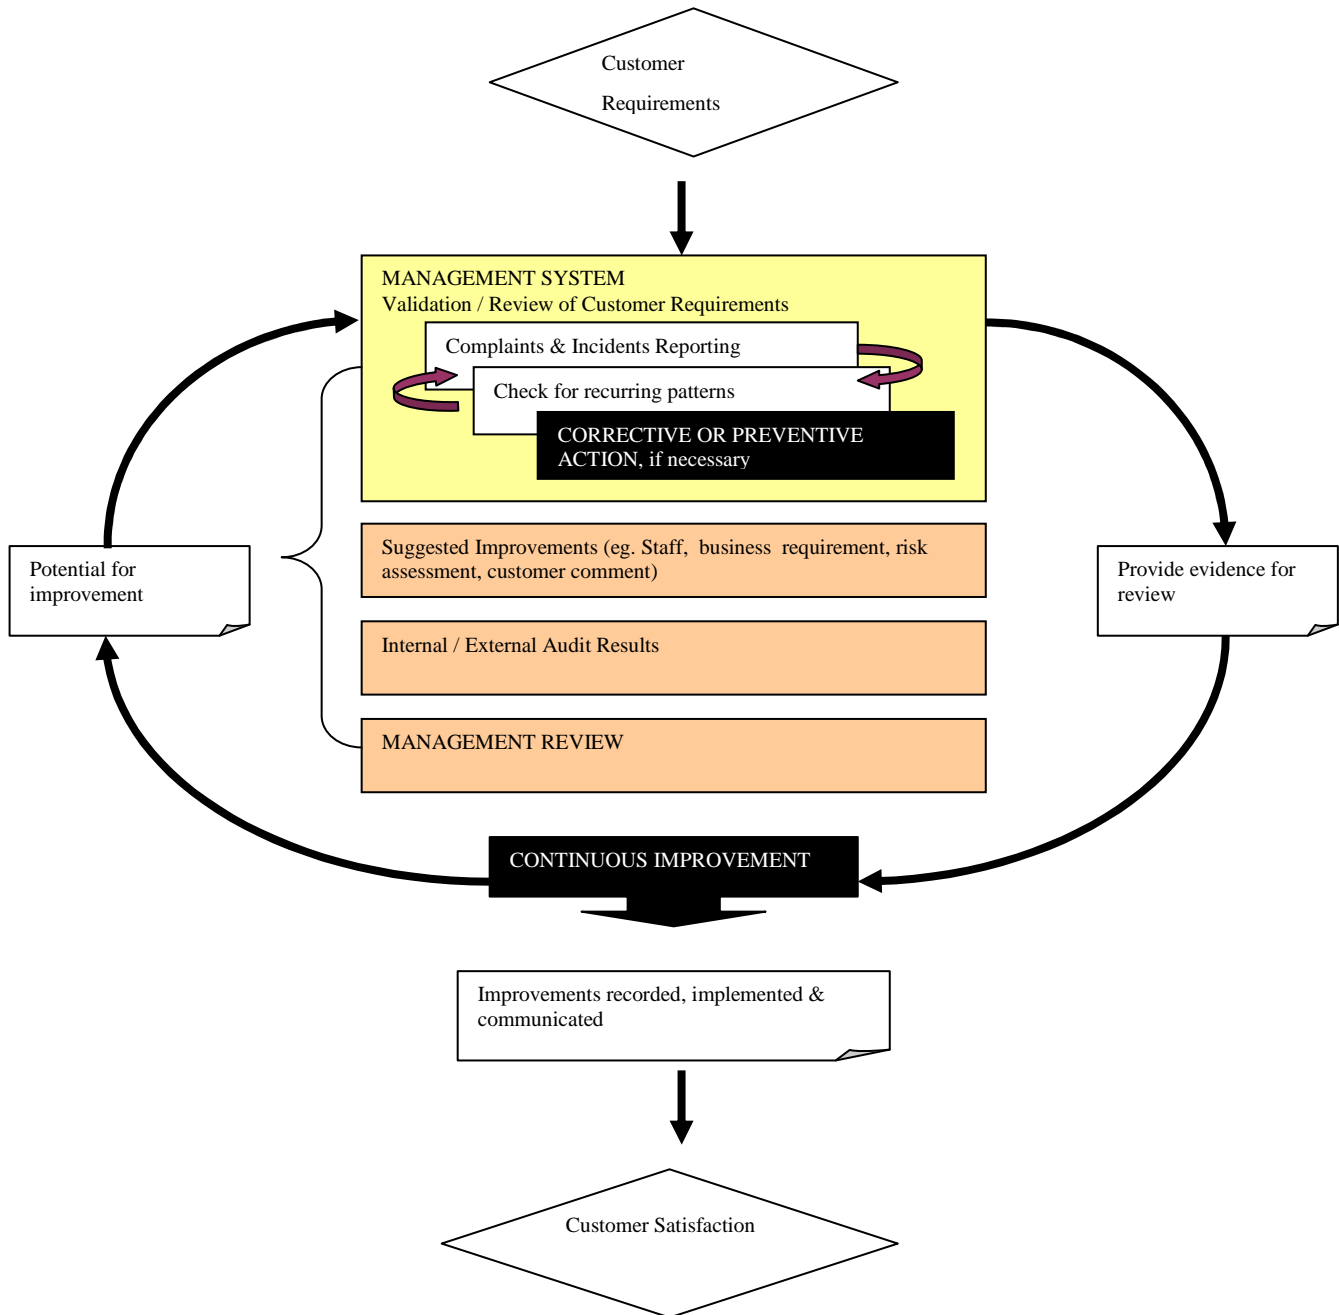 Customer
Requirements
MANAGEMENT SYSTEM
Validation / Review of Customer Requirements
Complaints & Incidents Reporting
Check for recurring patterns
CORRECTIVE OR PREVENTIVE
ACTION, if necessary
Suggested Improvements (eg. Staff, business requirement, risk
assessment, customer comment)
Potential for
improvement
Provide evidence for
review
Internal / External Audit Results
MANAGEMENT REVIEW
CONTINUOUS IMPROVEMENT
Improvements recorded, implemented &
communicated
Customer Satisfaction